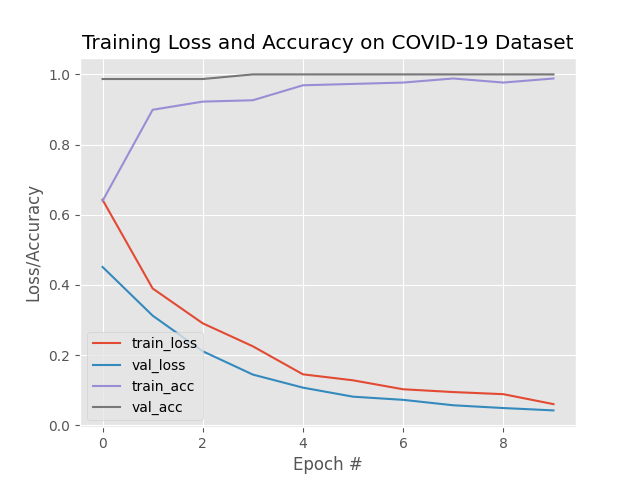 Training Loss and Accuracy on COVID-19 Dataset
1.0
0.8
0.6
0.4
0.2
0.0
Loss/Accuracy
train_loss
val_loss
train_acc
val_acc
0 2 4 6 8
Epoch #